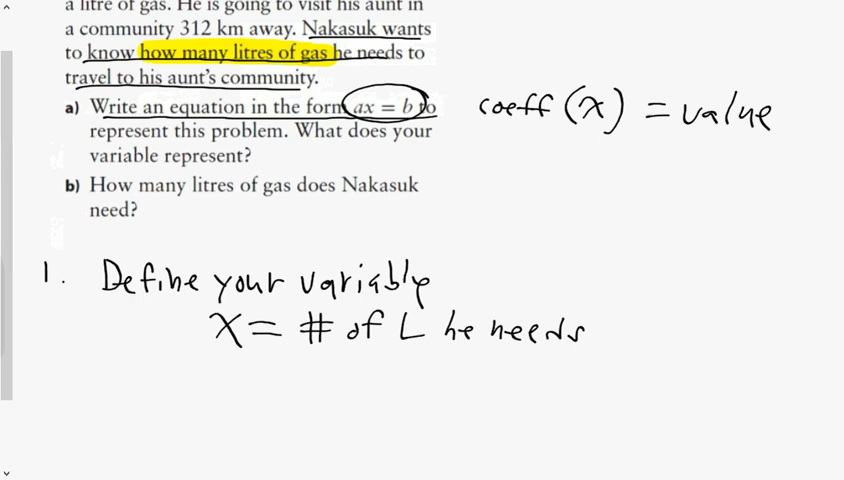 a litre of gas. He is going to visit his aunt in
a community 312 km away. Nakasuk wants
to know how many litres of gas he needs to
travel to his aunt's community.
a) Write an equation in the form ax = b to
represent this problem. What does your
variable represent?
coeff (x) = value
b) How many litres of gas does Nakasuk
need?
1. Define your variable
X = # of L he needs